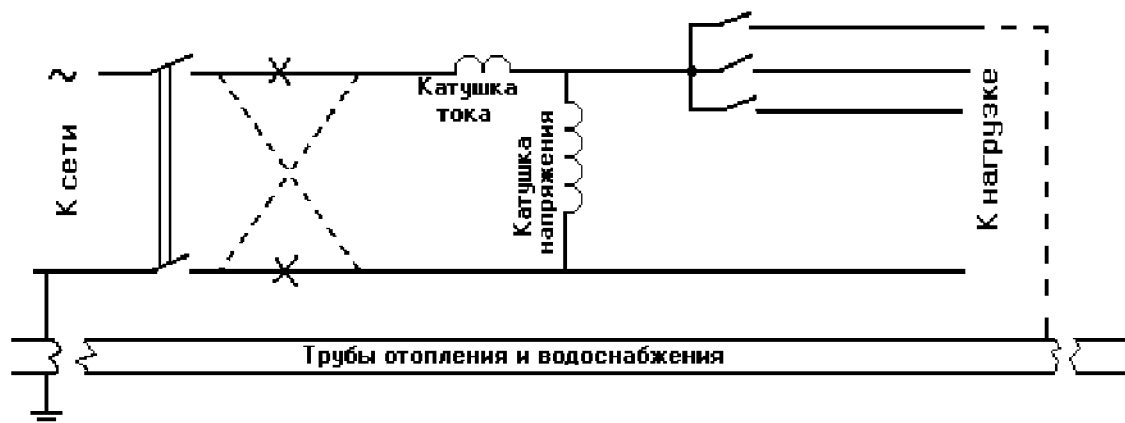 К сети
Катушка
тока
Катушка
напряжения
К нагрузке
Трубы отопления и водоснабжения